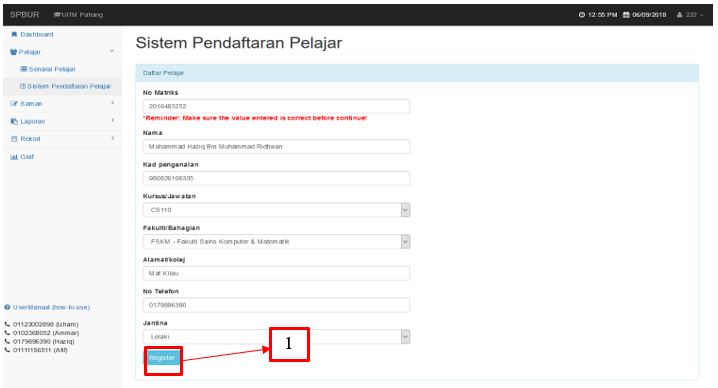 SPBUR UiTM Pahang 12:55 PM 06/09/2018 222
Dashboard
Pelajar
Senarai Pelajar
Sistem Pendaftaran Pelajar
Saman
Laporan
Rekod
Graf
UserManual (how-to-use)
01123002898 (Izham)
0102368052 (Ammar)
0179896390 (Haziq)
01111156511 (Afif)
Sistem Pendaftaran Pelajar
Daftar Pelajar
No Matriks
2016483252
*Reminder: Make sure the value entered is correct before continue!
Nama
Muhammad Haziq Bin Muhammad Ridhwan
Kad pengenalan
980826106335
Kursus/Jawatan
CS110
Fakulti/Bahagian
FSKM - Fakulti Sains Komputer & Matematik
Alamat/kolej
Mat Kilau
No Telefon
0179896390
Jantina
Lelaki
Register
1